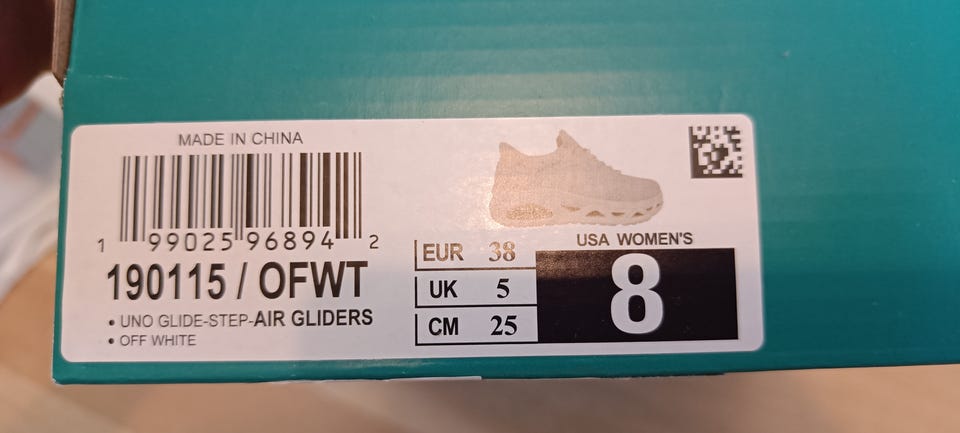 MADE IN CHINA
1 99025 96894 2
190115 / OFWT
• UNO GLIDE-STEP-AIR GLIDERS
• OFF WHITE
EUR 38
UK 5
CM 25
USA WOMEN'S
8